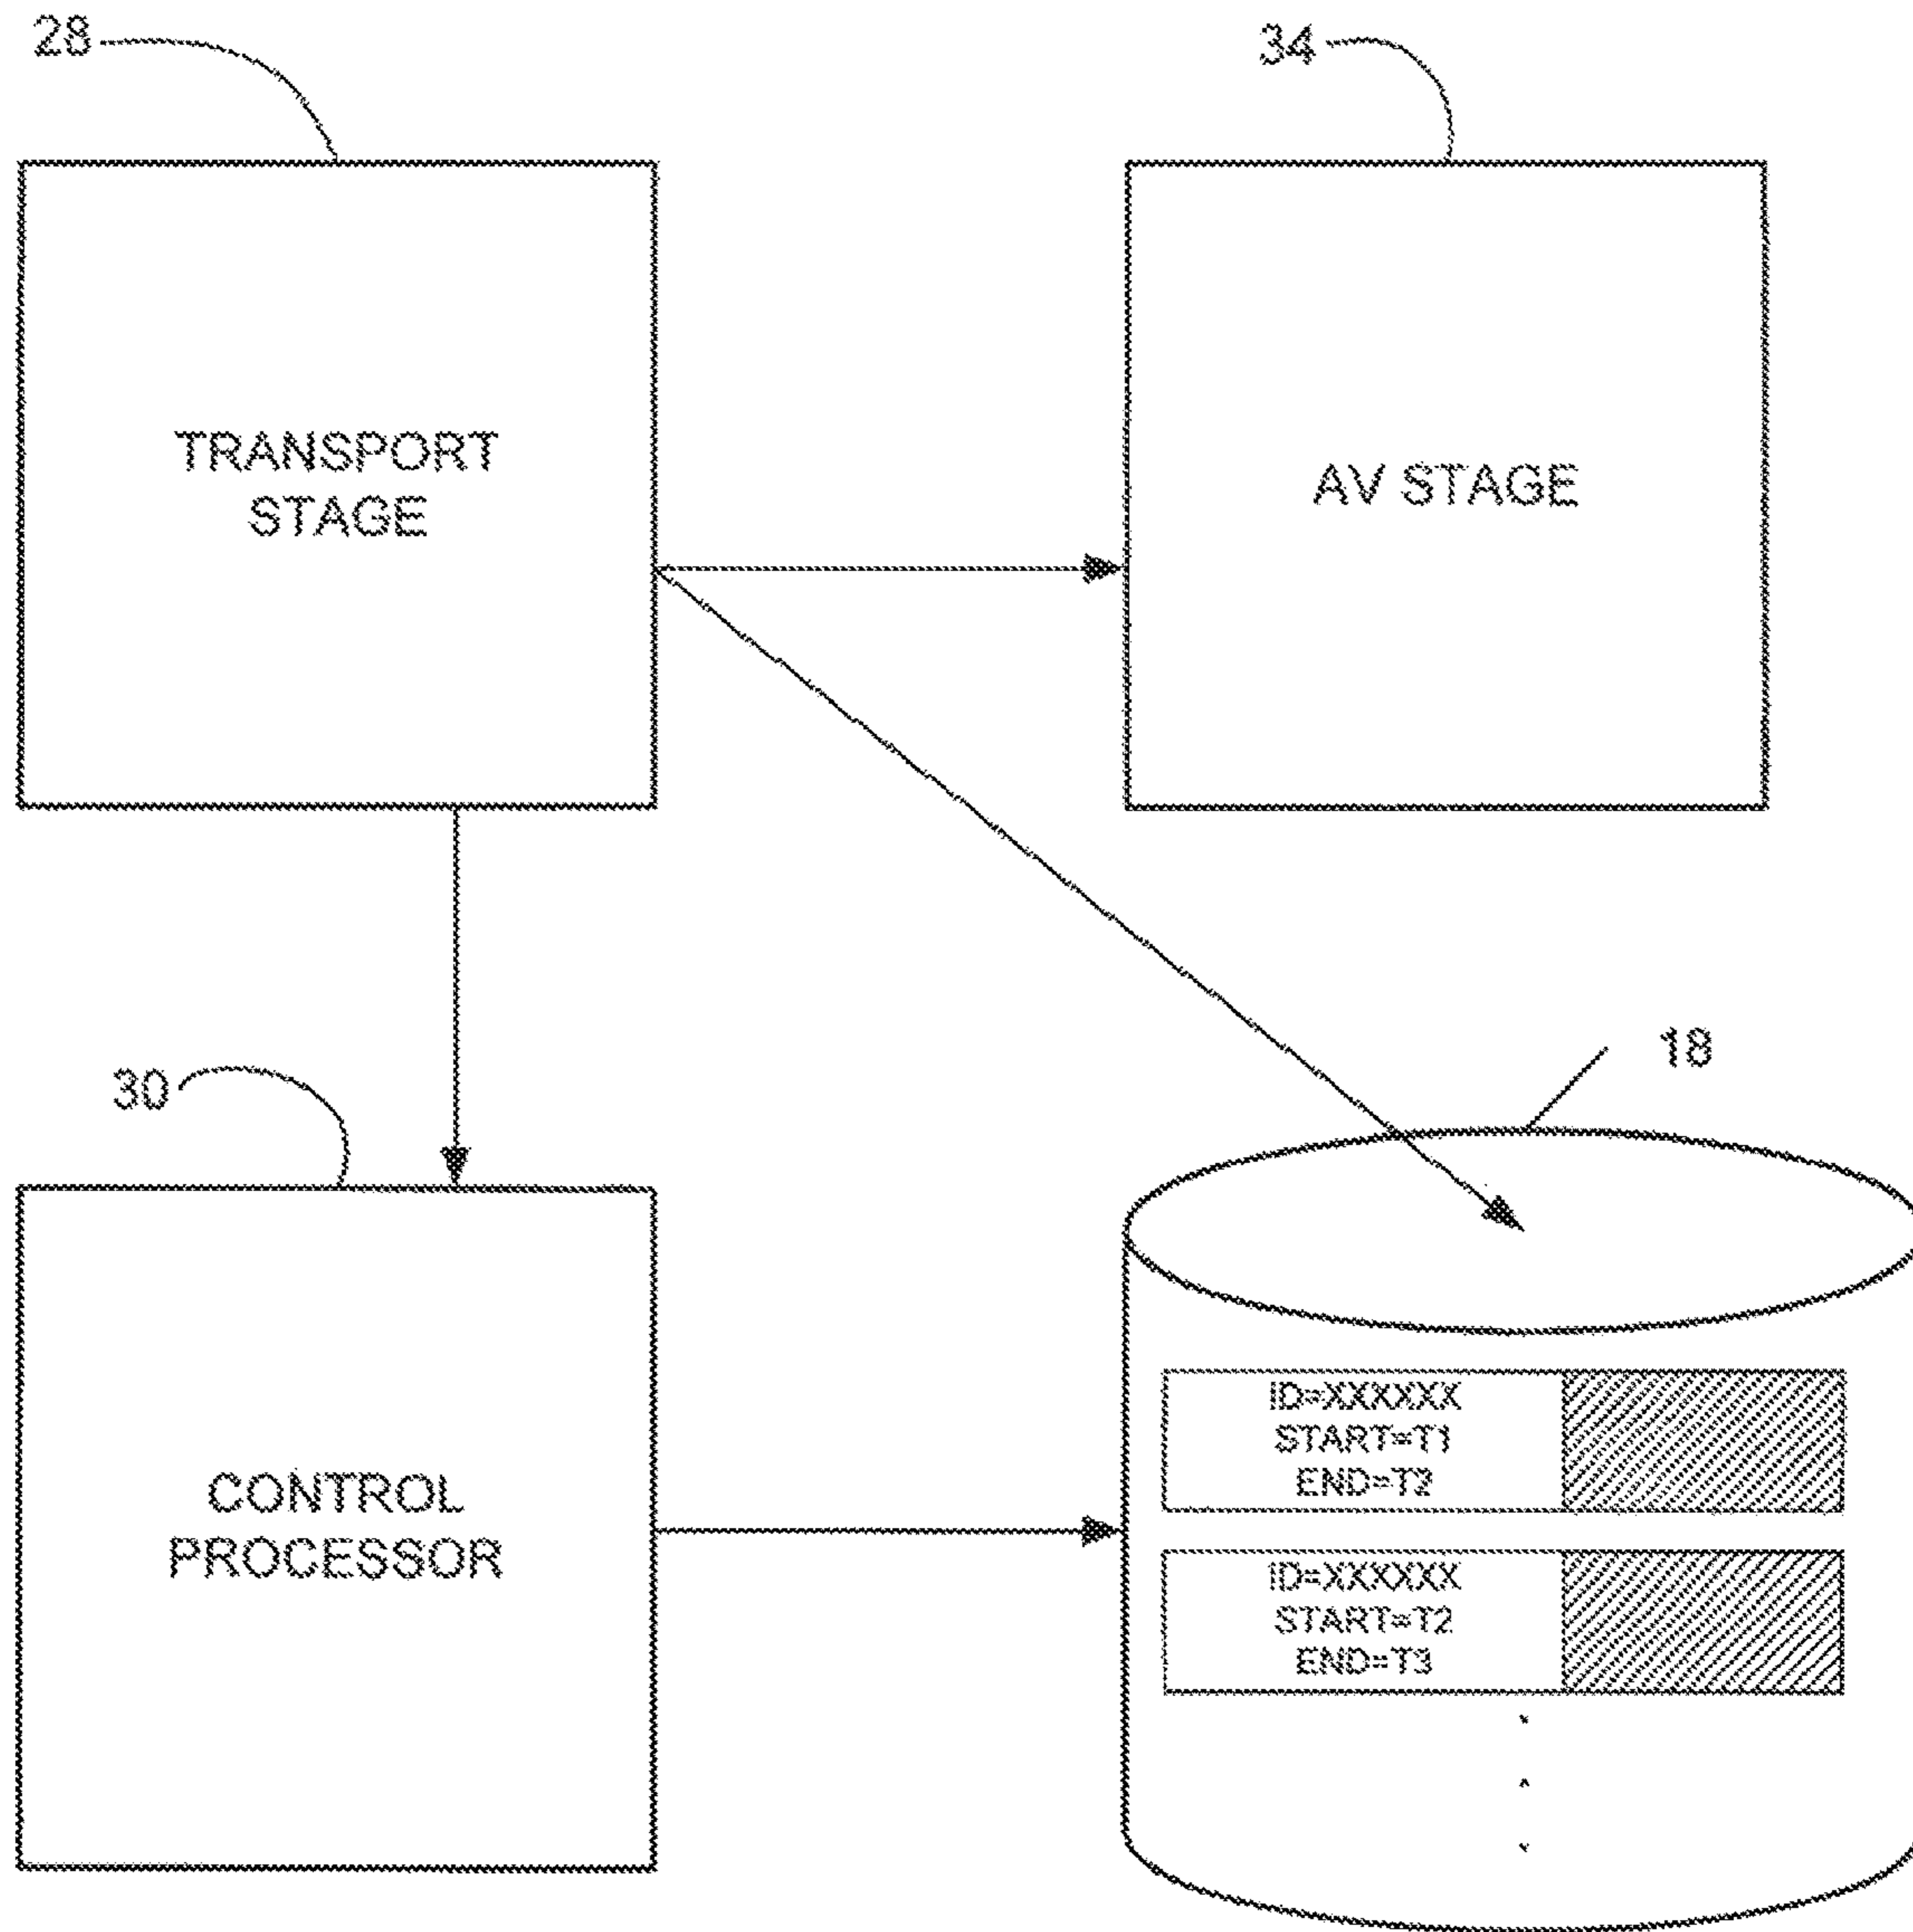 28
34
TRANSPORT
STAGE
AV STAGE
30
18
CONTROL
PROCESSOR
ID=XXXXXX
START=T1
END=T2
ID=XXXXXX
START=T2
END=T3